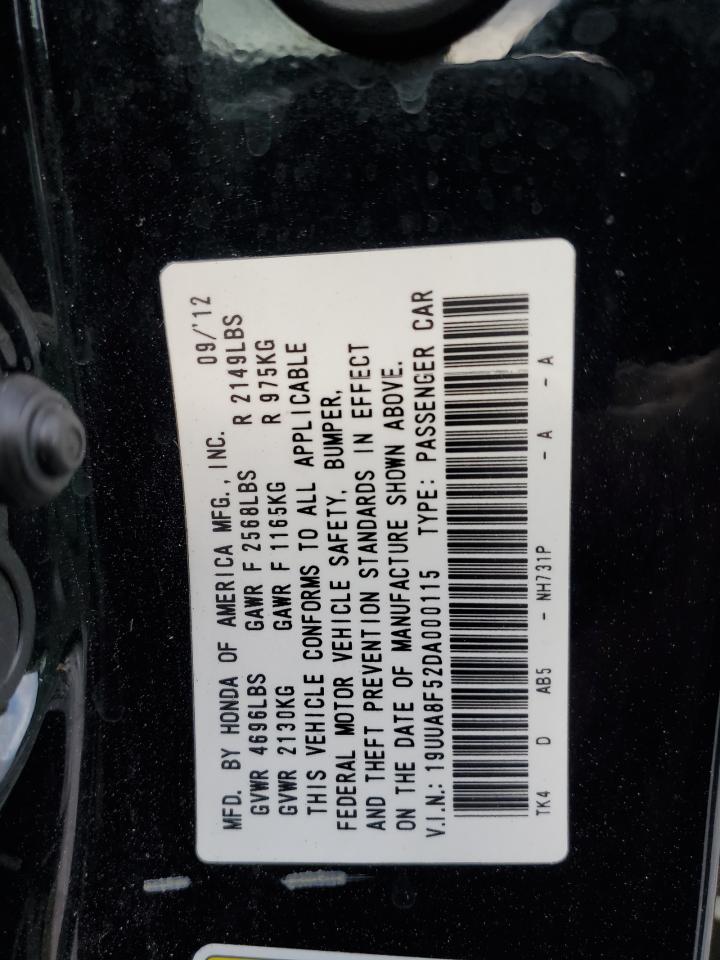 MFD. BY HONDA OF AMERICA MFG., INC. 09/'12
GVWR 4696LBS GAWR F 2568LBS R 2149LBS
GVWR 2130KG GAWR F 1165KG R 975KG
THIS VEHICLE CONFORMS TO ALL APPLICABLE
FEDERAL MOTOR VEHICLE SAFETY, BUMPER,
AND THEFT PREVENTION STANDARDS IN EFFECT
ON THE DATE OF MANUFACTURE SHOWN ABOVE.
V.I.N.: 19UUA8F52DA000115 TYPE: PASSENGER CAR
TK4 D AB5 - NH731P - A - A